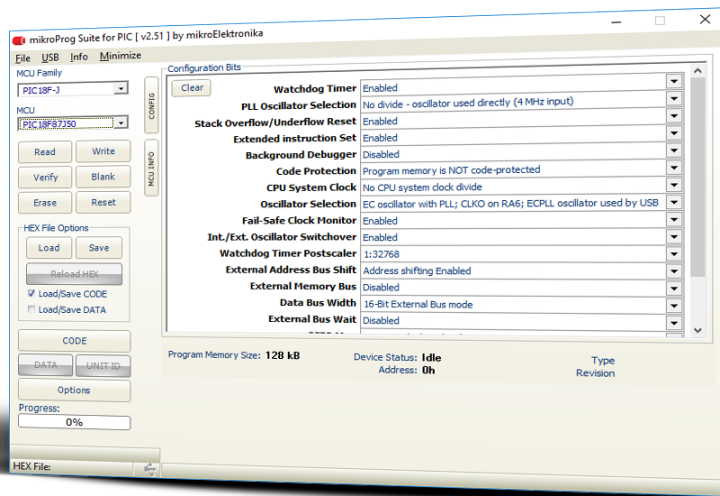 mikroProg Suite for PIC [ v2.51 ] by mikroElektronika
File USB Info Minimize
MCU Family
PIC18F-J
MCU
PIC18F87J50
Read Write
Verify Blank
Erase Reset
HEX File Options
Load Save
Reload HEX
Load/Save CODE
Load/Save DATA
CODE
DATA UNIT ID
Options
Progress:
0%
HEX File:
CONFIG
MCU INFO
Configuration Bits
Clear
Watchdog Timer Enabled
PLL Oscillator Selection No divide - oscillator used directly (4 MHz input)
Stack Overflow/Underflow Reset Enabled
Extended instruction Set Enabled
Background Debugger Disabled
Code Protection Program memory is NOT code-protected
CPU System Clock No CPU system clock divide
Oscillator Selection EC oscillator with PLL; CLKO on RA6; ECPLL oscillator used by USB
Fail-Safe Clock Monitor Enabled
Int./Ext. Oscillator Switchover Enabled
Watchdog Timer Postscaler 1:32768
External Address Bus Shift Address shifting Enabled
External Memory Bus Disabled
Data Bus Width 16-Bit External Bus mode
External Bus Wait Disabled
Program Memory Size: 128 kB Device Status: Idle Type
Address: 0h Revision